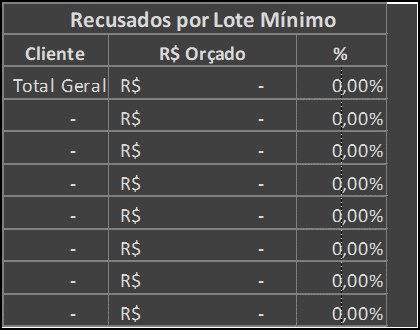 Recusados por Lote Mínimo
Cliente R$ Orçado %
Total Geral R$ - 0,00%
- R$ - 0,00%
- R$ - 0,00%
- R$ - 0,00%
- R$ - 0,00%
- R$ - 0,00%
- R$ - 0,00%
- R$ - 0,00%